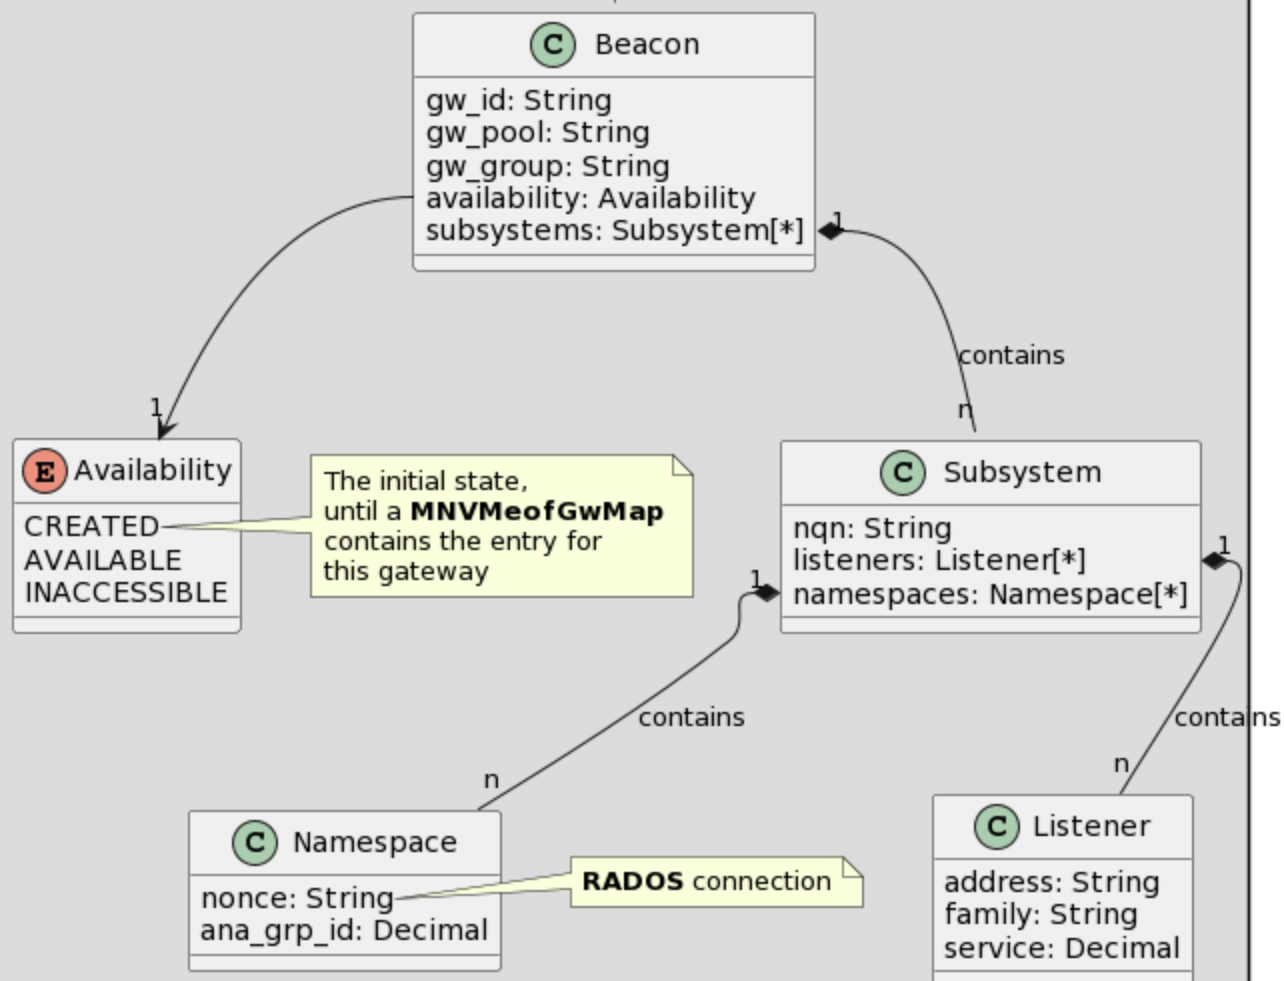 C Beacon
gw_id: String
gw_pool: String
gw_group: String
availability: Availability
subsystems: Subsystem[*]
1
contains
n
1
E Availability
CREATED
AVAILABLE
INACCESSIBLE
The initial state,
until a MNVMeofGwMap
contains the entry for
this gateway
C Subsystem
nqn: String
listeners: Listener[*]
namespaces: Namespace[*]
1
1
contains
n
contains
n
C Namespace
nonce: String
ana_grp_id: Decimal
RADOS connection
C Listener
address: String
family: String
service: Decimal